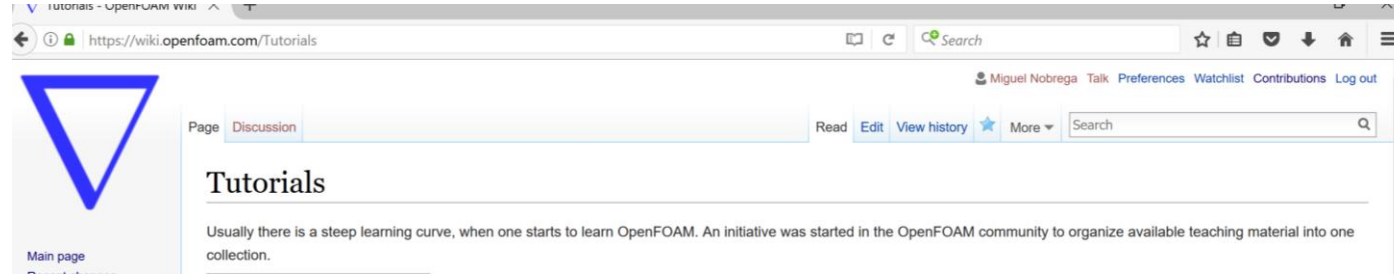 Tutorials - OpenFOAM Wiki
https://wiki.openfoam.com/Tutorials
Search
Miguel Nobrega Talk Preferences Watchlist Contributions Log out
Page Discussion Read Edit View history More Search
Tutorials
Usually there is a steep learning curve, when one starts to learn OpenFOAM. An initiative was started in the OpenFOAM community to organize available teaching material into one
collection.
Main page
Recent changes